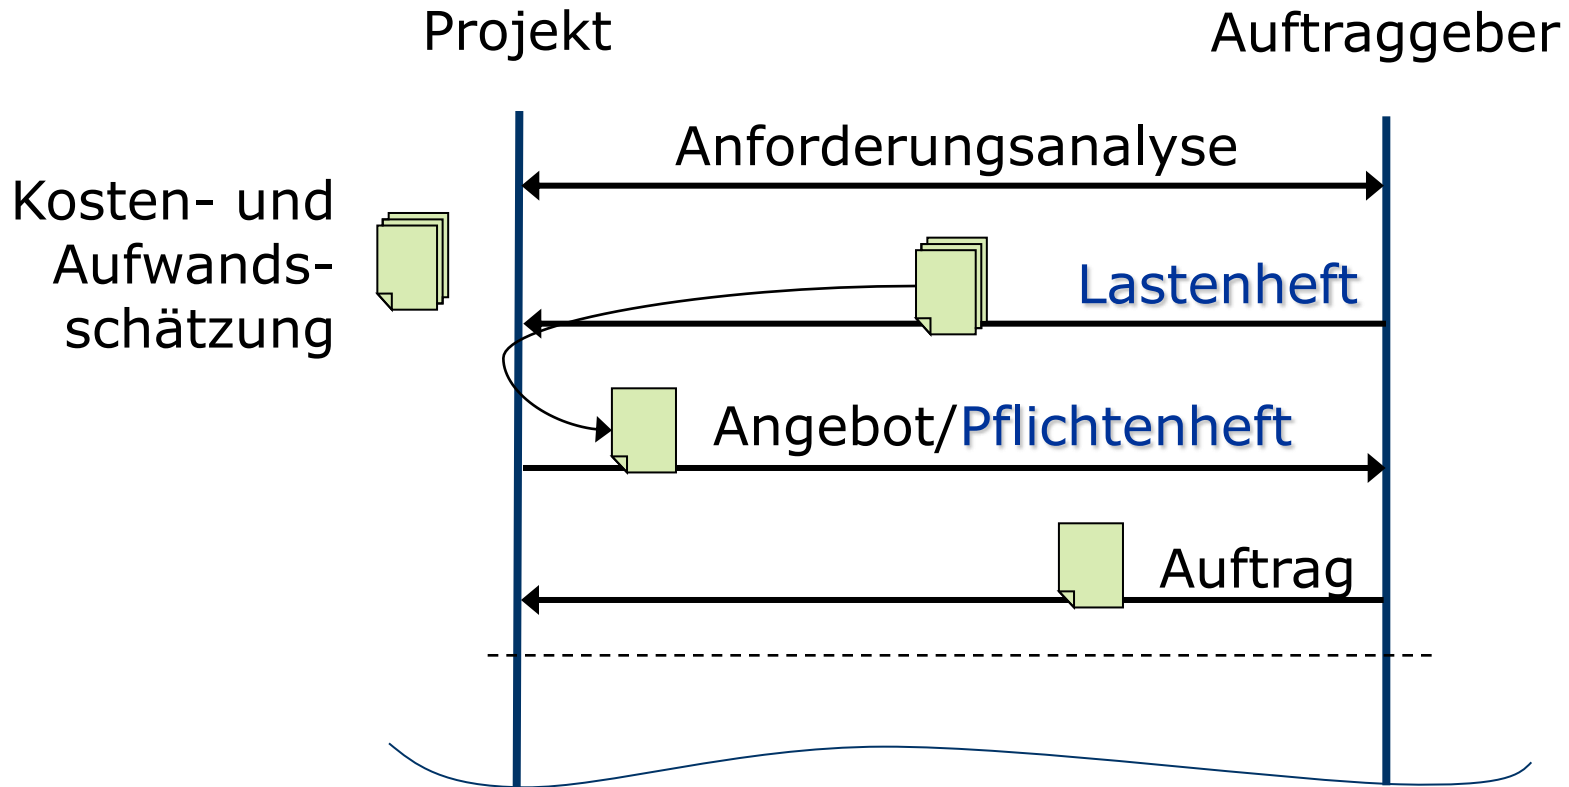 Projekt
Auftraggeber
Anforderungsanalyse
Kosten- und
Aufwands-
schätzung
Lastenheft
Angebot/Pflichtenheft
Auftrag